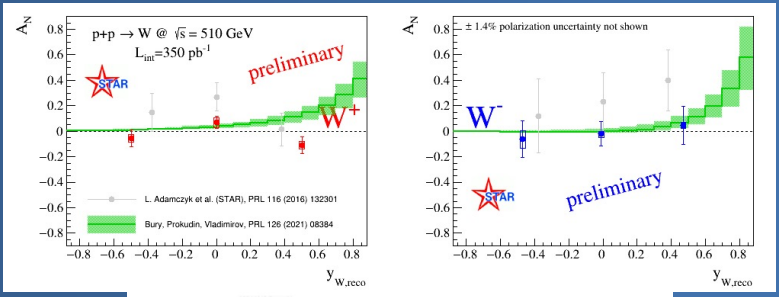 A_N
p+p → W @ √s = 510 GeV
L_int=350 pb⁻¹
preliminary
STAR
W⁺
L. Adamczyk et al. (STAR), PRL 116 (2016) 132301
Bury, Prokudin, Vladimirov, PRL 126 (2021) 08384
0.8
0.6
0.4
0.2
0
−0.2
−0.4
−0.6
−0.8
−0.8 −0.6 −0.4 −0.2 0 0.2 0.4 0.6 0.8
y_W,reco
A_N
± 1.4% polarization uncertainty not shown
W⁻
preliminary
STAR
0.8
0.6
0.4
0.2
0
−0.2
−0.4
−0.6
−0.8
−0.8 −0.6 −0.4 −0.2 0 0.2 0.4 0.6 0.8
y_W,reco